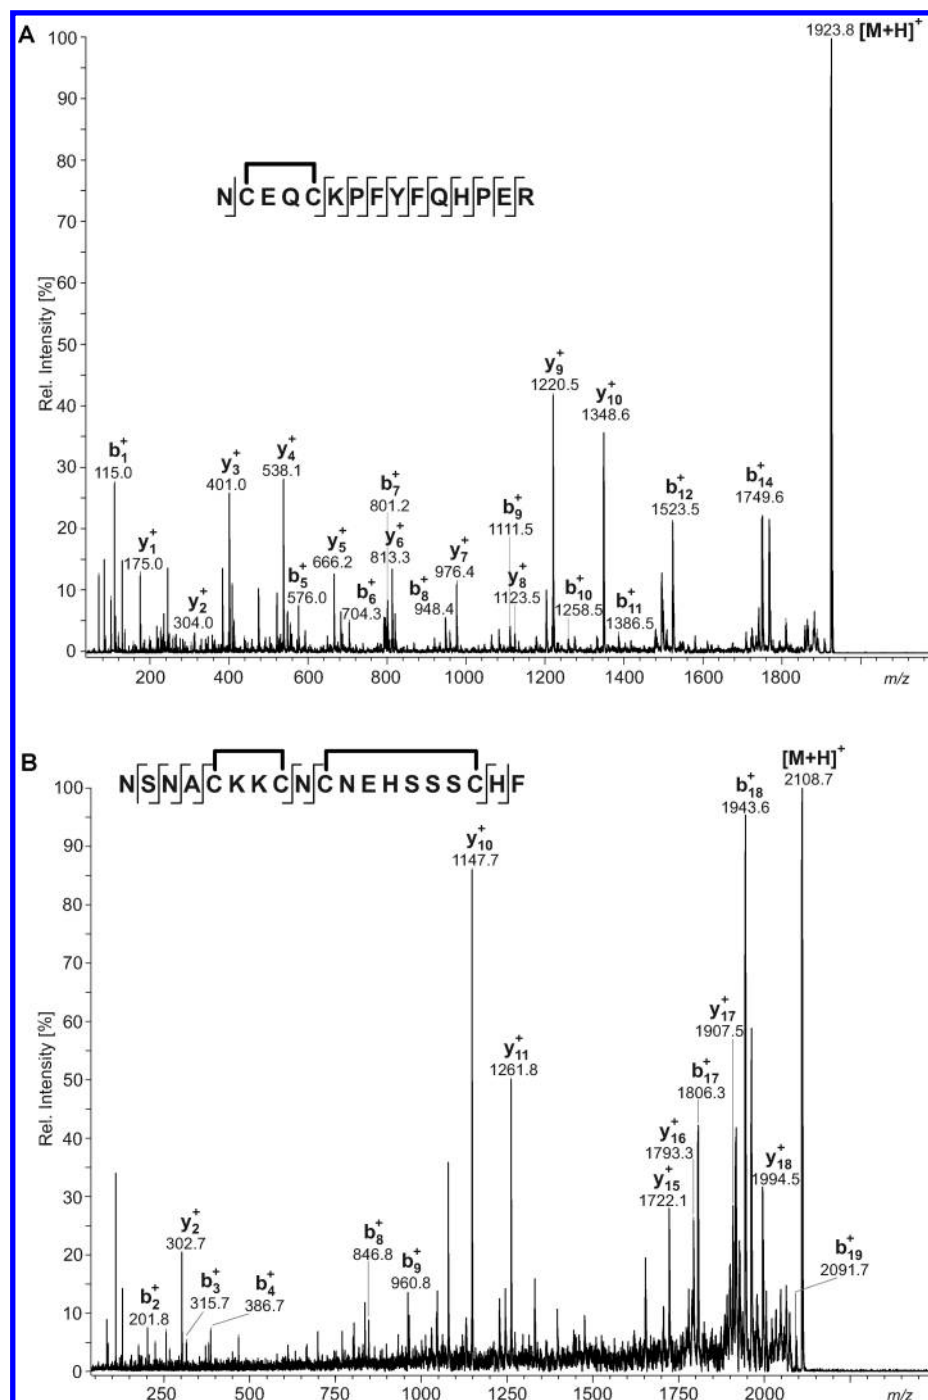 A
100
90
80
70
60
50
40
30
20
10
0
Rel. Intensity [%]
1923.8 [M+H]+
NCEQCKPFYFQHPER
b1+
115.0
y1+
175.0
y2+
304.0
y3+
401.0
y4+
538.1
b5+
576.0
y5+
666.2
b6+
704.3
b7+
801.2
y6+
813.3
b8+
948.4
y7+
976.4
b9+
1111.5
y8+
1123.5
y9+
1220.5
b10+
1258.5
y10+
1348.6
b11+
1386.5
b12+
1523.5
b14+
1749.6
200 400 600 800 1000 1200 1400 1600 1800 m/z
B
100
90
80
70
60
50
40
30
20
10
0
Rel. Intensity [%]
NSNACKKCNCNEHSSSCHF
[M+H]+
2108.7
b2+
201.8
y2+
302.7
b3+
315.7
b4+
386.7
b8+
846.8
b9+
960.8
y10+
1147.7
y11+
1261.8
y15+
1722.1
y16+
1793.3
b17+
1806.3
y17+
1907.5
b18+
1943.6
y18+
1994.5
b19+
2091.7
250 500 750 1000 1250 1500 1750 2000 m/z